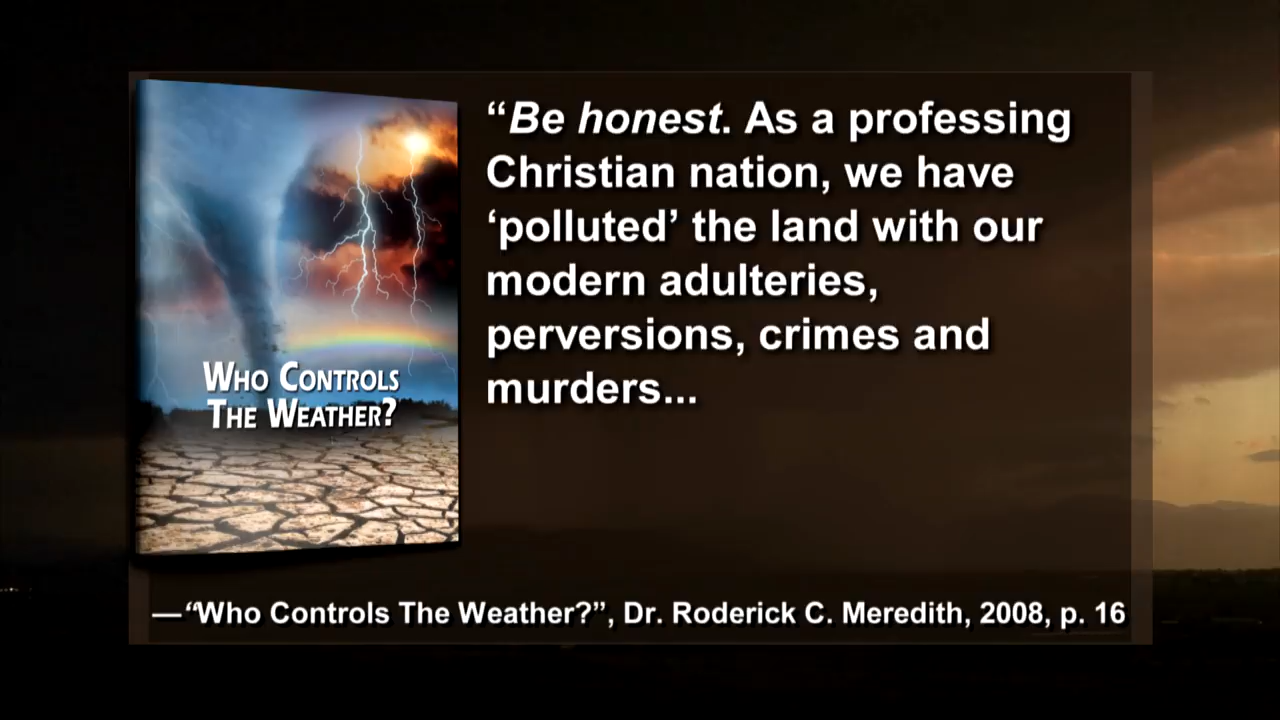 WHO CONTROLS
THE WEATHER?
“Be honest. As a professing
Christian nation, we have
‘polluted’ the land with our
modern adulteries,
perversions, crimes and
murders...
—“Who Controls The Weather?”, Dr. Roderick C. Meredith, 2008, p. 16